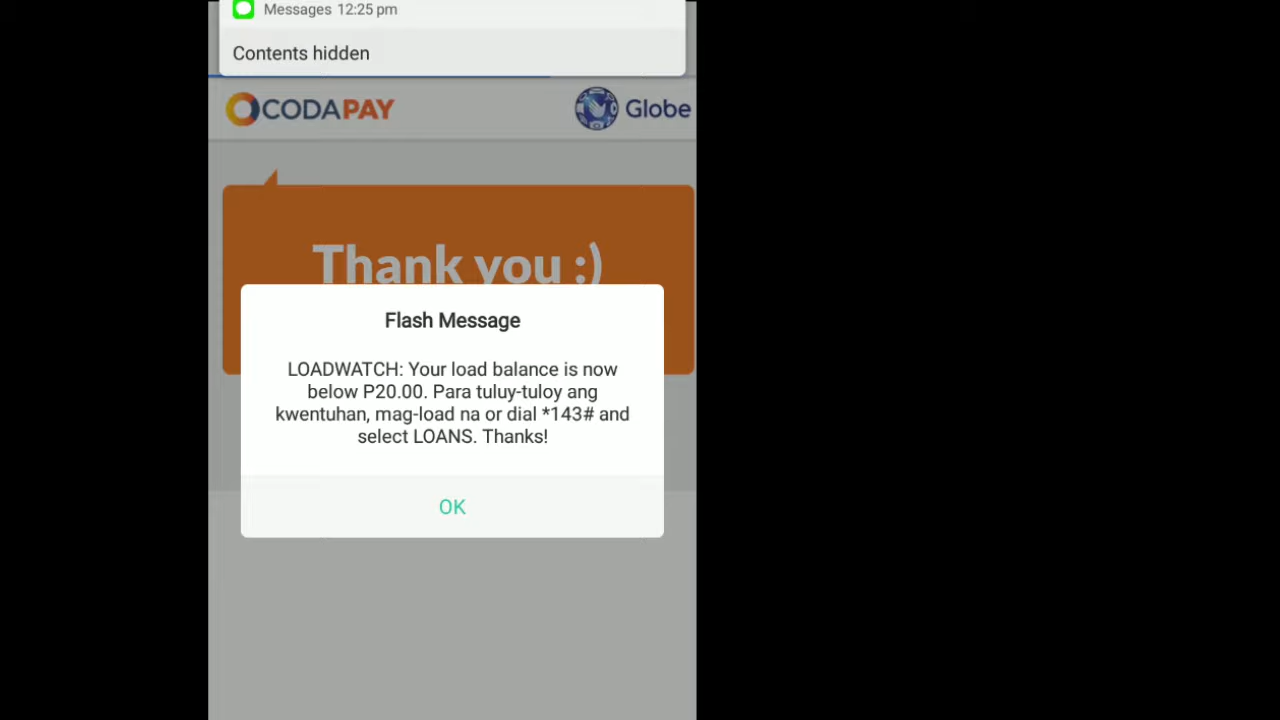 Messages 12:25 pm
Contents hidden
CODAPAY
Globe
Thank you :)
Flash Message
LOADWATCH: Your load balance is now
below P20.00. Para tuluy-tuloy ang
kwentuhan, mag-load na or dial *143# and
select LOANS. Thanks!
OK